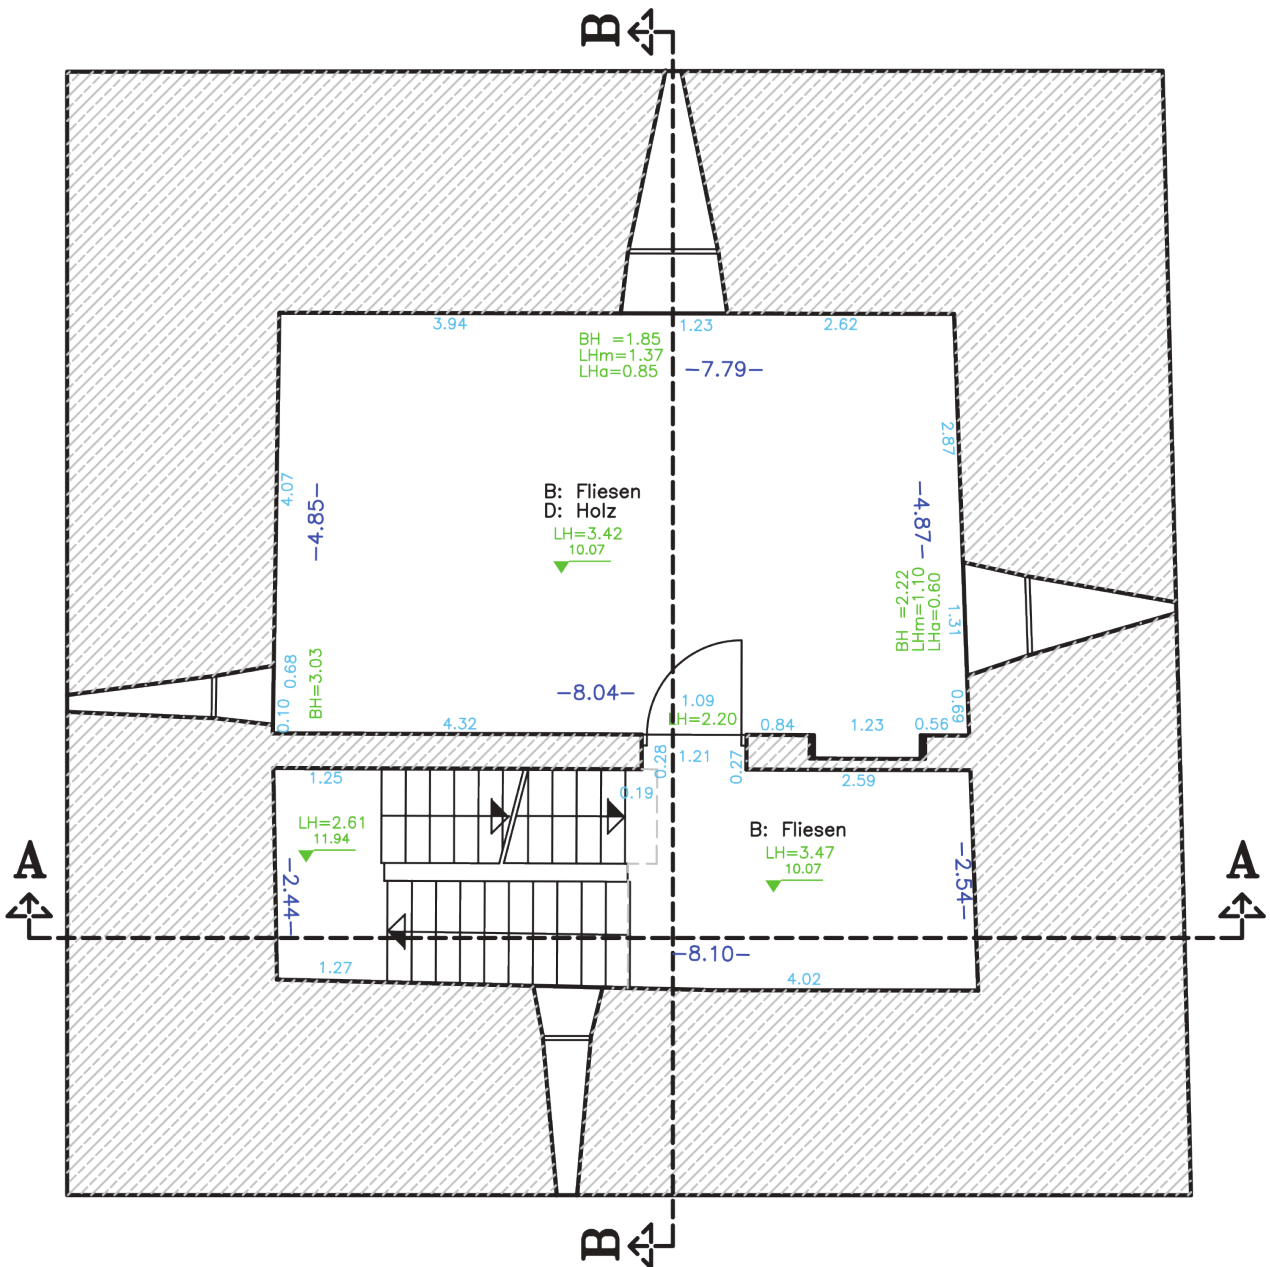 B
3.94
1.23
2.62
BH =1.85
LHm=1.37
LHa=0.85
-7.79-
2.87
4.07
-4.85-
B: Fliesen
D: Holz
LH=3.42
10.07
-4.87-
BH =2.22
LHm=1.10
LHa=0.60
1.31
0.68
0.10
BH=3.03
-8.04-
1.09
LH=2.20
0.69
4.32
0.84
1.23
0.56
0.28
1.21
0.27
1.25
0.19
2.59
LH=2.61
11.94
B: Fliesen
LH=3.47
10.07
A
A
-2.44-
-2.54-
-8.10-
1.27
4.02
B